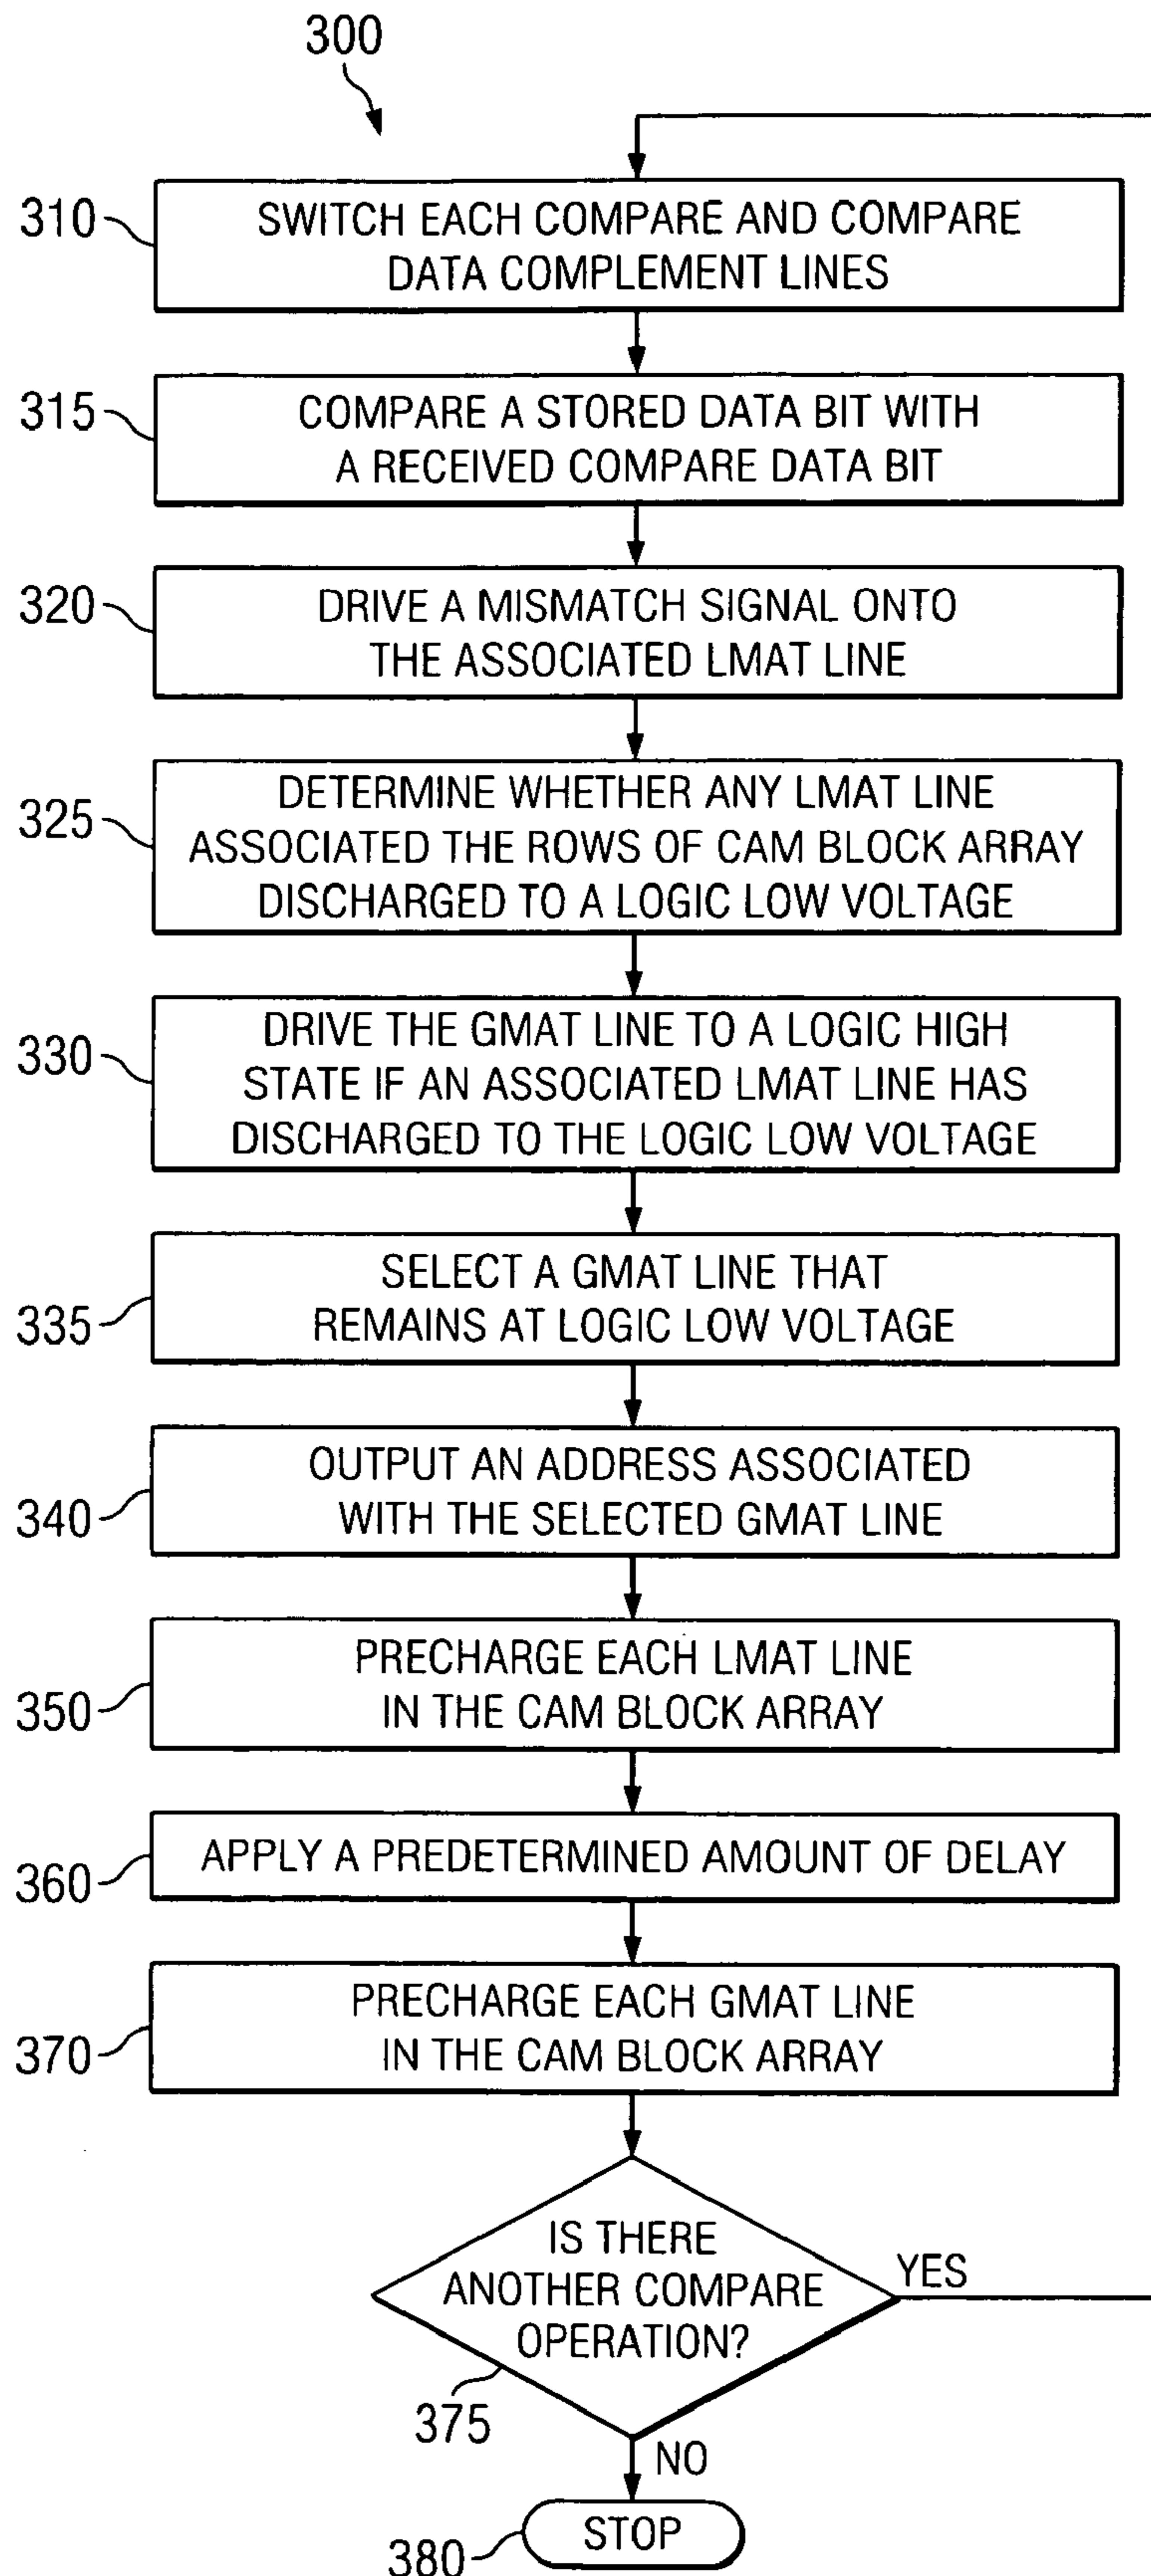 300
310
SWITCH EACH COMPARE AND COMPARE
DATA COMPLEMENT LINES
315
COMPARE A STORED DATA BIT WITH
A RECEIVED COMPARE DATA BIT
320
DRIVE A MISMATCH SIGNAL ONTO
THE ASSOCIATED LMAT LINE
325
DETERMINE WHETHER ANY LMAT LINE
ASSOCIATED THE ROWS OF CAM BLOCK ARRAY
DISCHARGED TO A LOGIC LOW VOLTAGE
330
DRIVE THE GMAT LINE TO A LOGIC HIGH
STATE IF AN ASSOCIATED LMAT LINE HAS
DISCHARGED TO THE LOGIC LOW VOLTAGE
335
SELECT A GMAT LINE THAT
REMAINS AT LOGIC LOW VOLTAGE
340
OUTPUT AN ADDRESS ASSOCIATED
WITH THE SELECTED GMAT LINE
350
PRECHARGE EACH LMAT LINE
IN THE CAM BLOCK ARRAY
360
APPLY A PREDETERMINED AMOUNT OF DELAY
370
PRECHARGE EACH GMAT LINE
IN THE CAM BLOCK ARRAY
IS THERE
ANOTHER COMPARE
OPERATION?
YES
375
NO
STOP
380